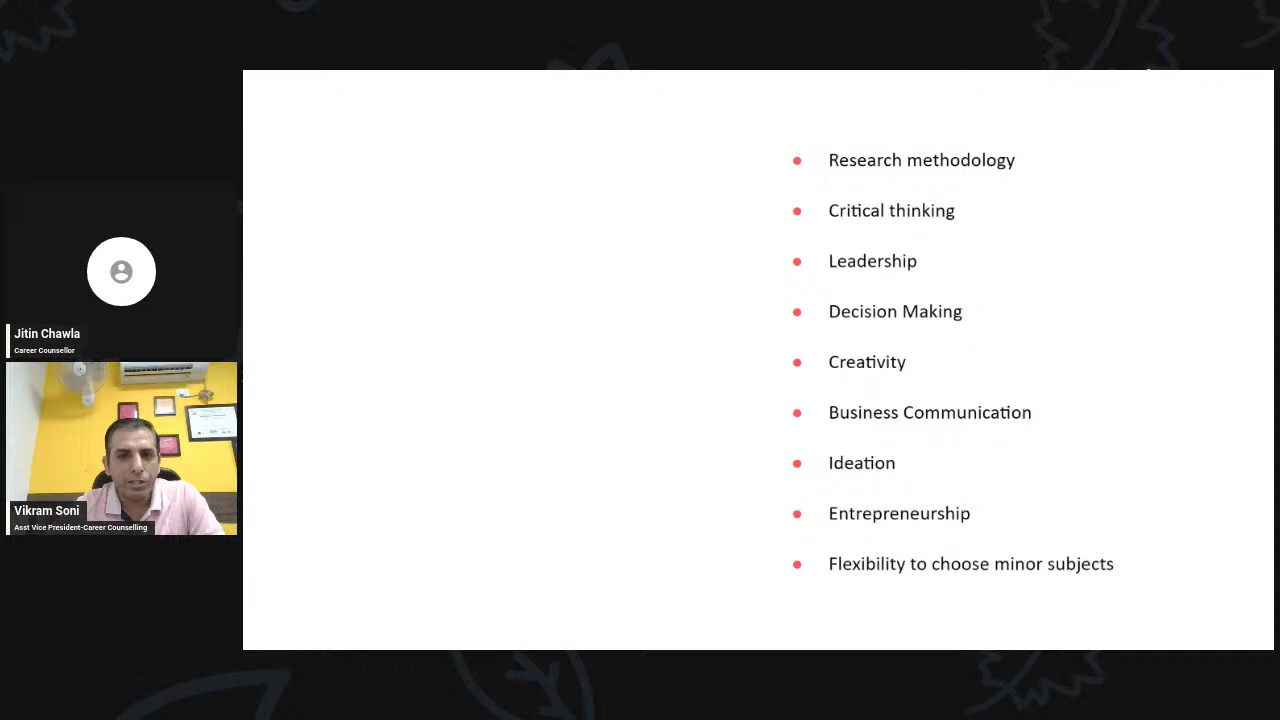 Jitin Chawla
Career Counsellor
Vikram Soni
Asst Vice President-Career Counselling
Research methodology
Critical thinking
Leadership
Decision Making
Creativity
Business Communication
Ideation
Entrepreneurship
Flexibility to choose minor subjects